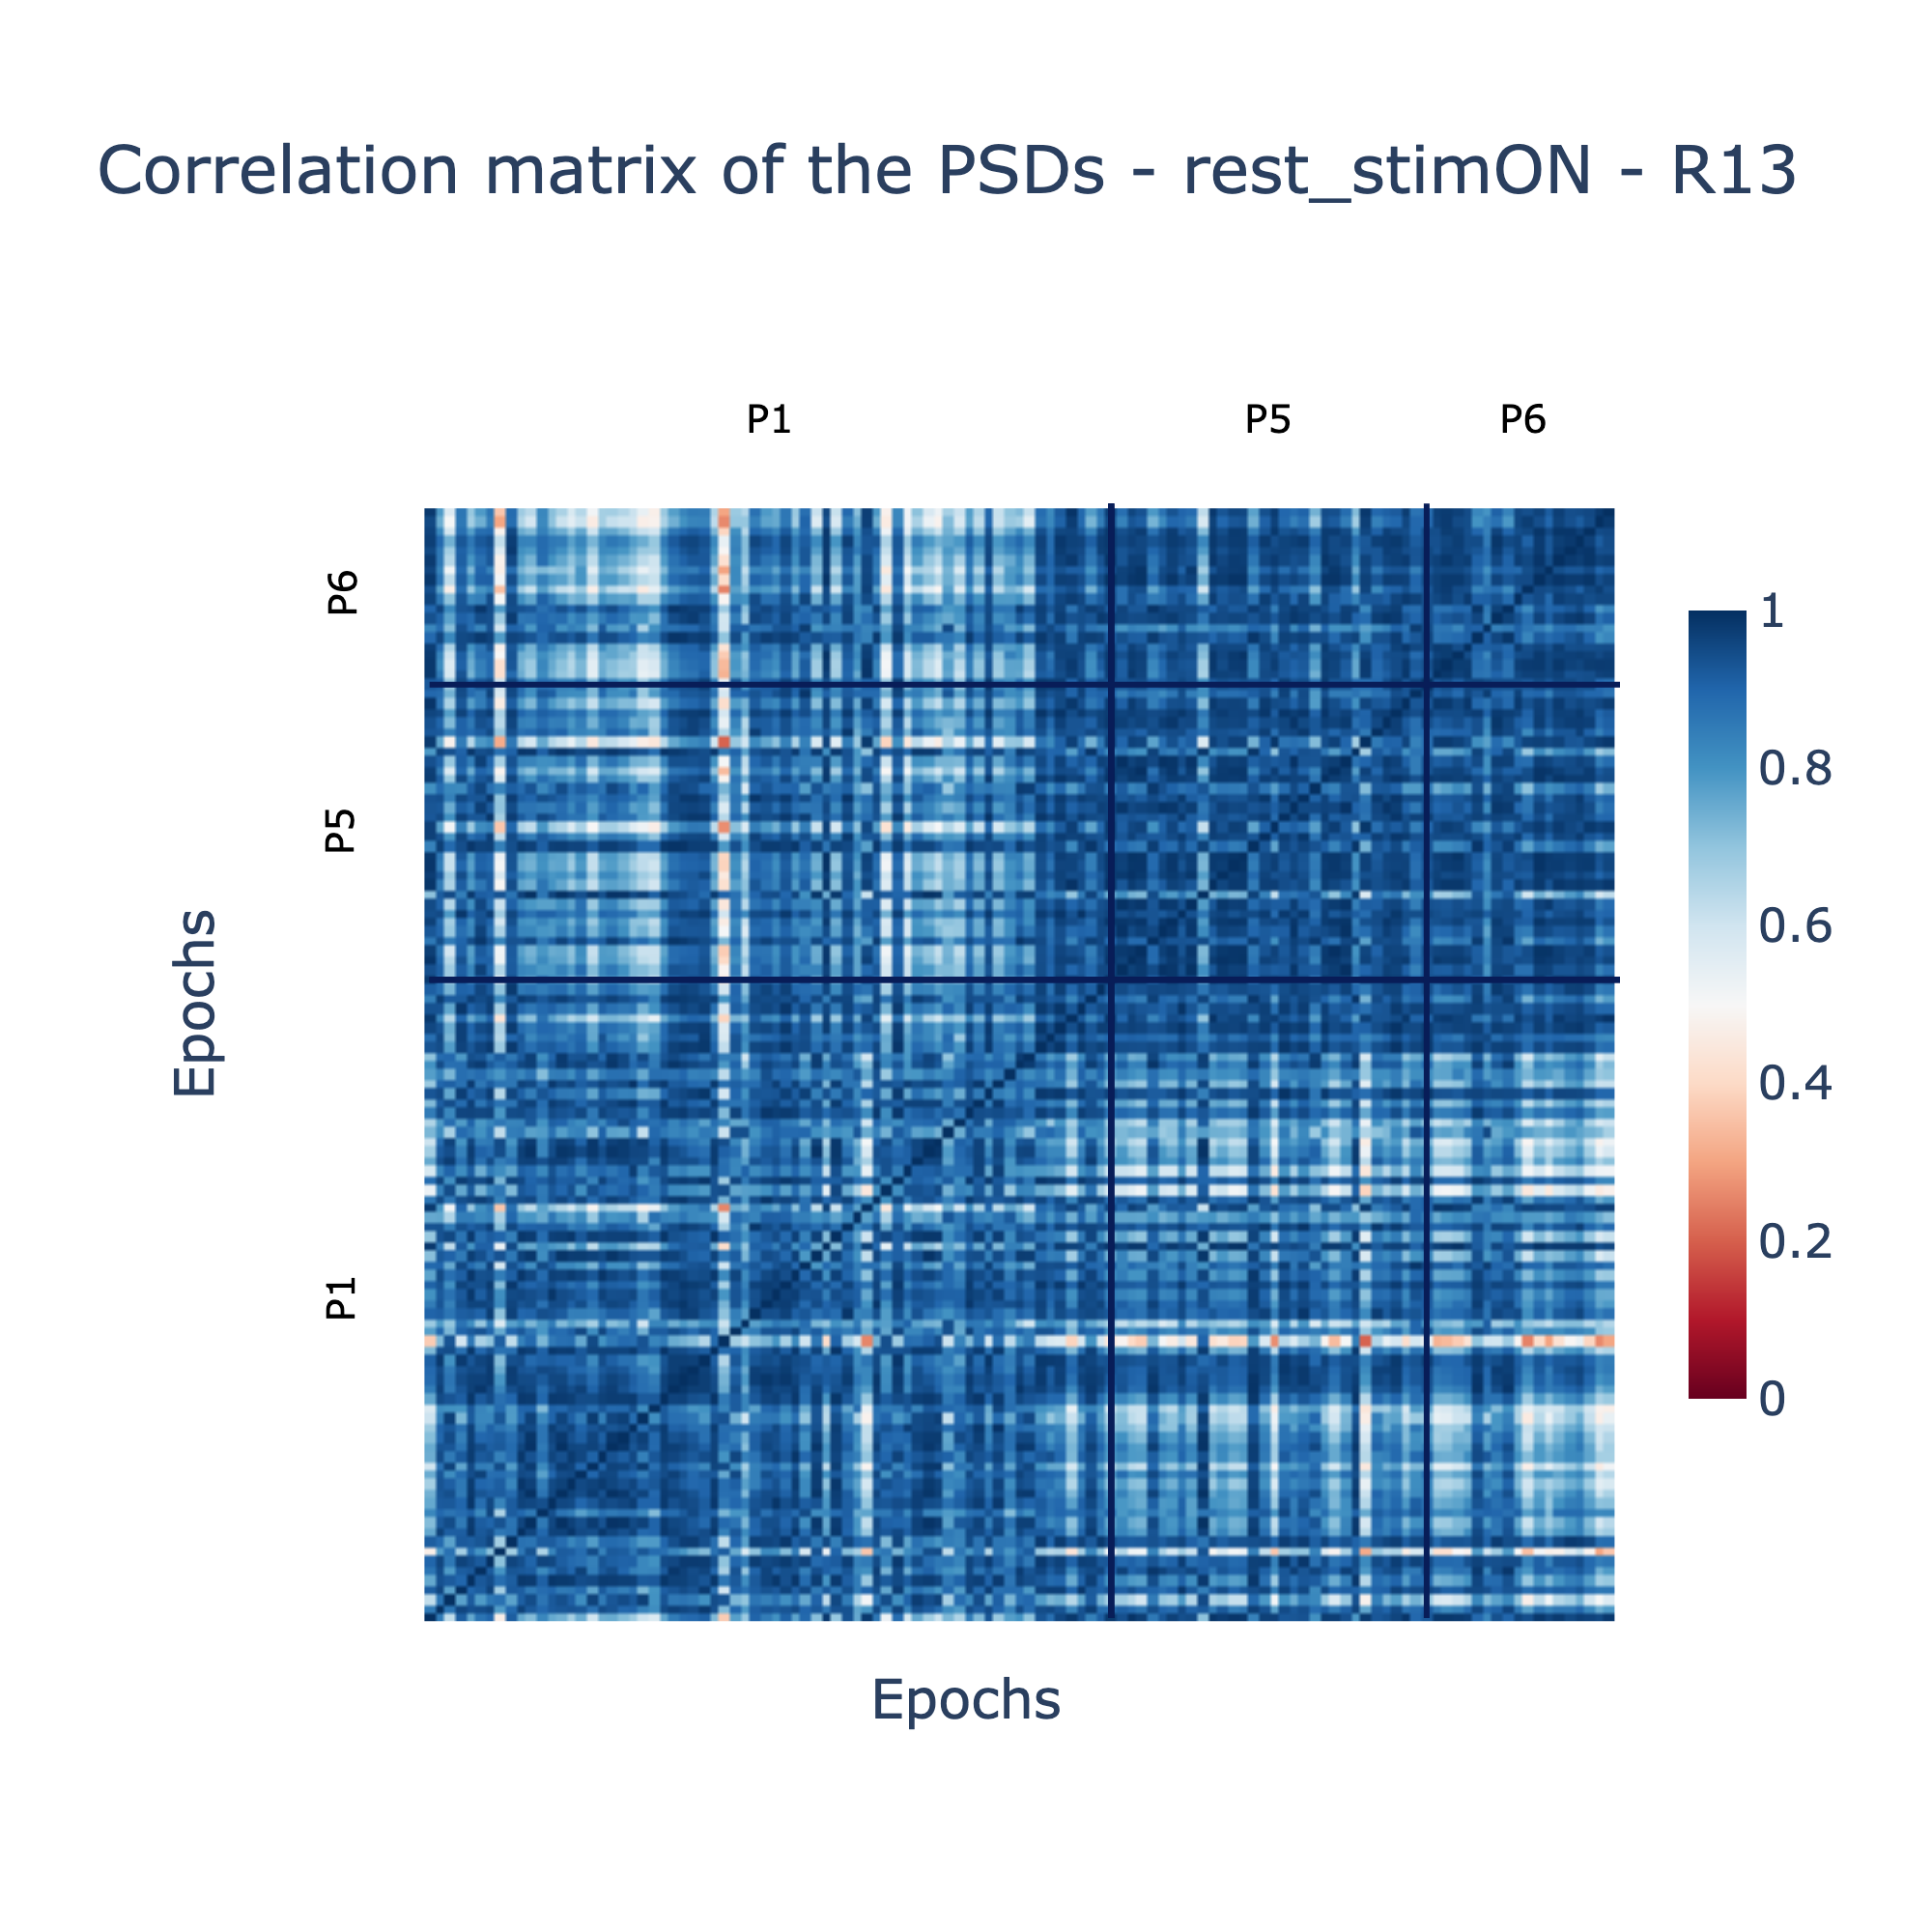 Correlation matrix of the PSDs - rest_stimON - R13
P1 P5 P6
P6
P5
P1
Epochs
Epochs
1
0.8
0.6
0.4
0.2
0